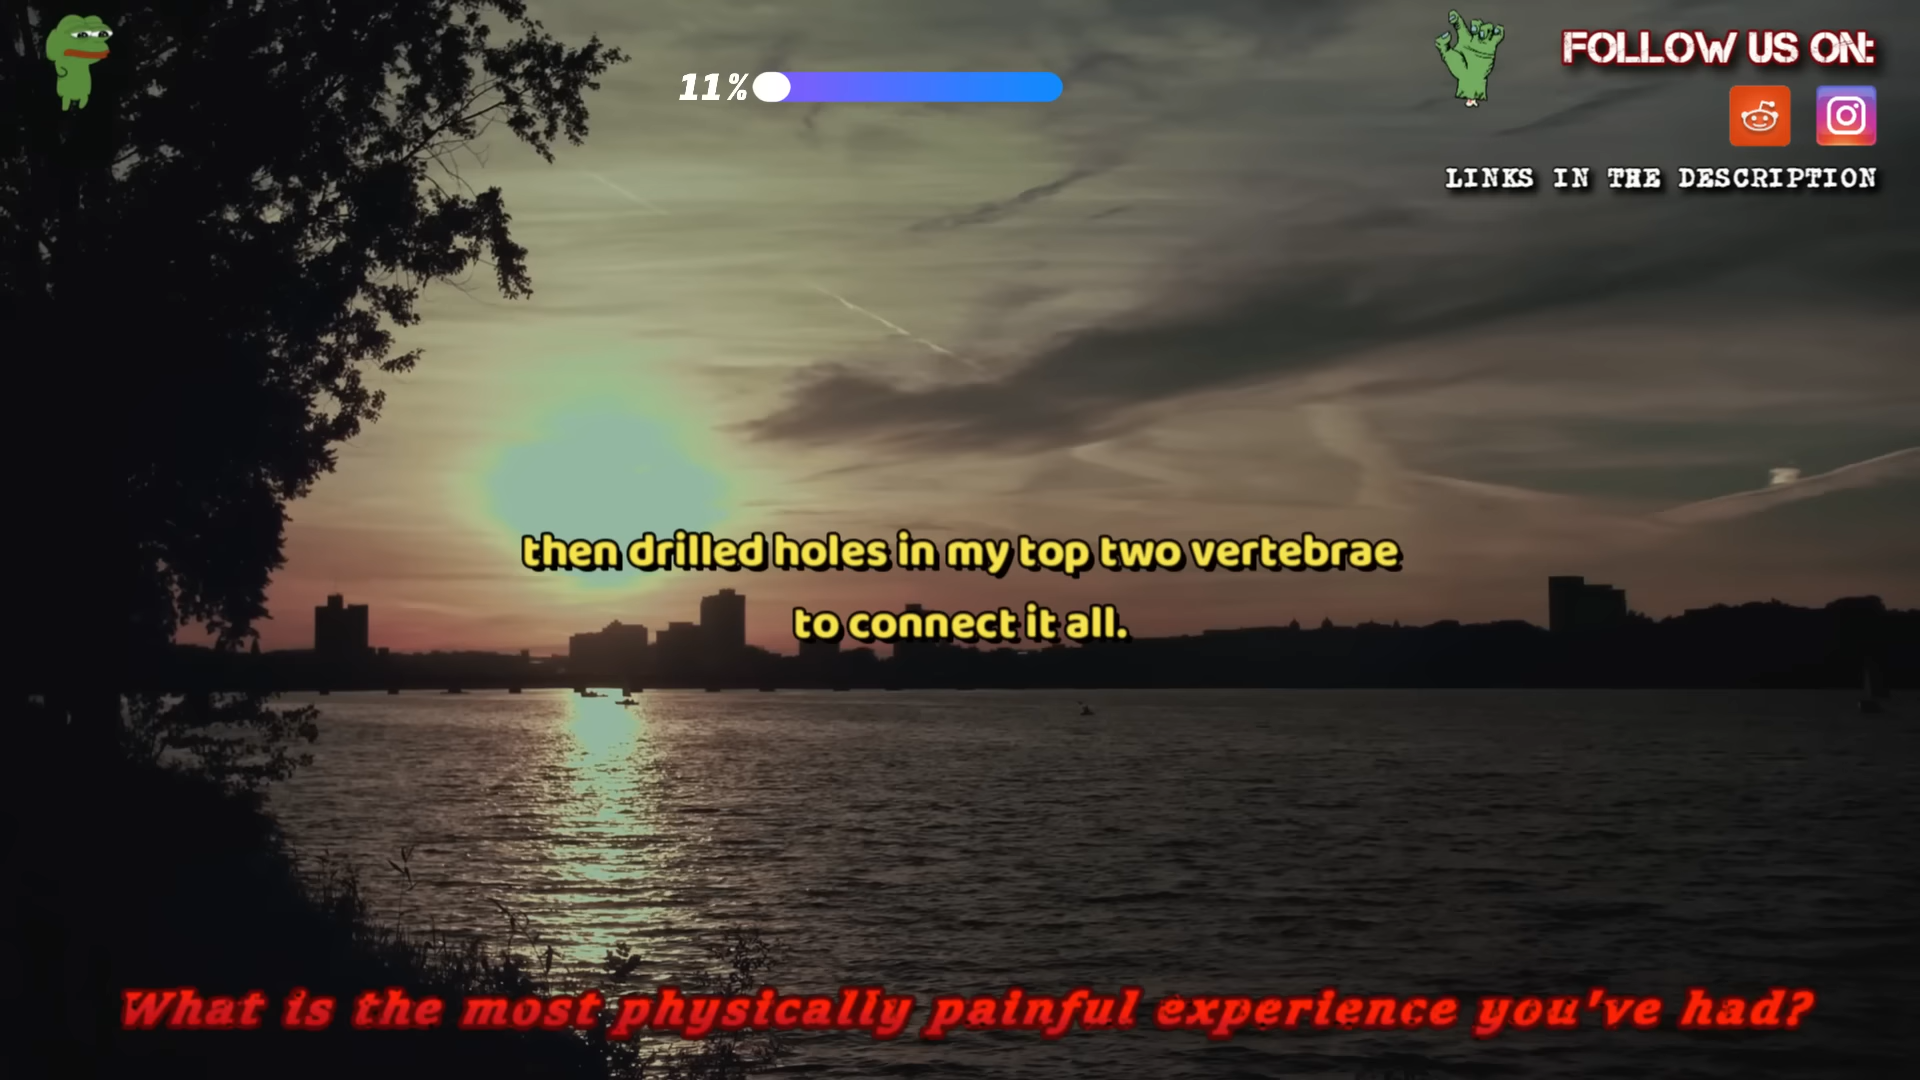 11%
FOLLOW US ON:
LINKS IN THE DESCRIPTION
then drilled holes in my top two vertebrae
to connect it all.
What is the most physically painful experience you've had?